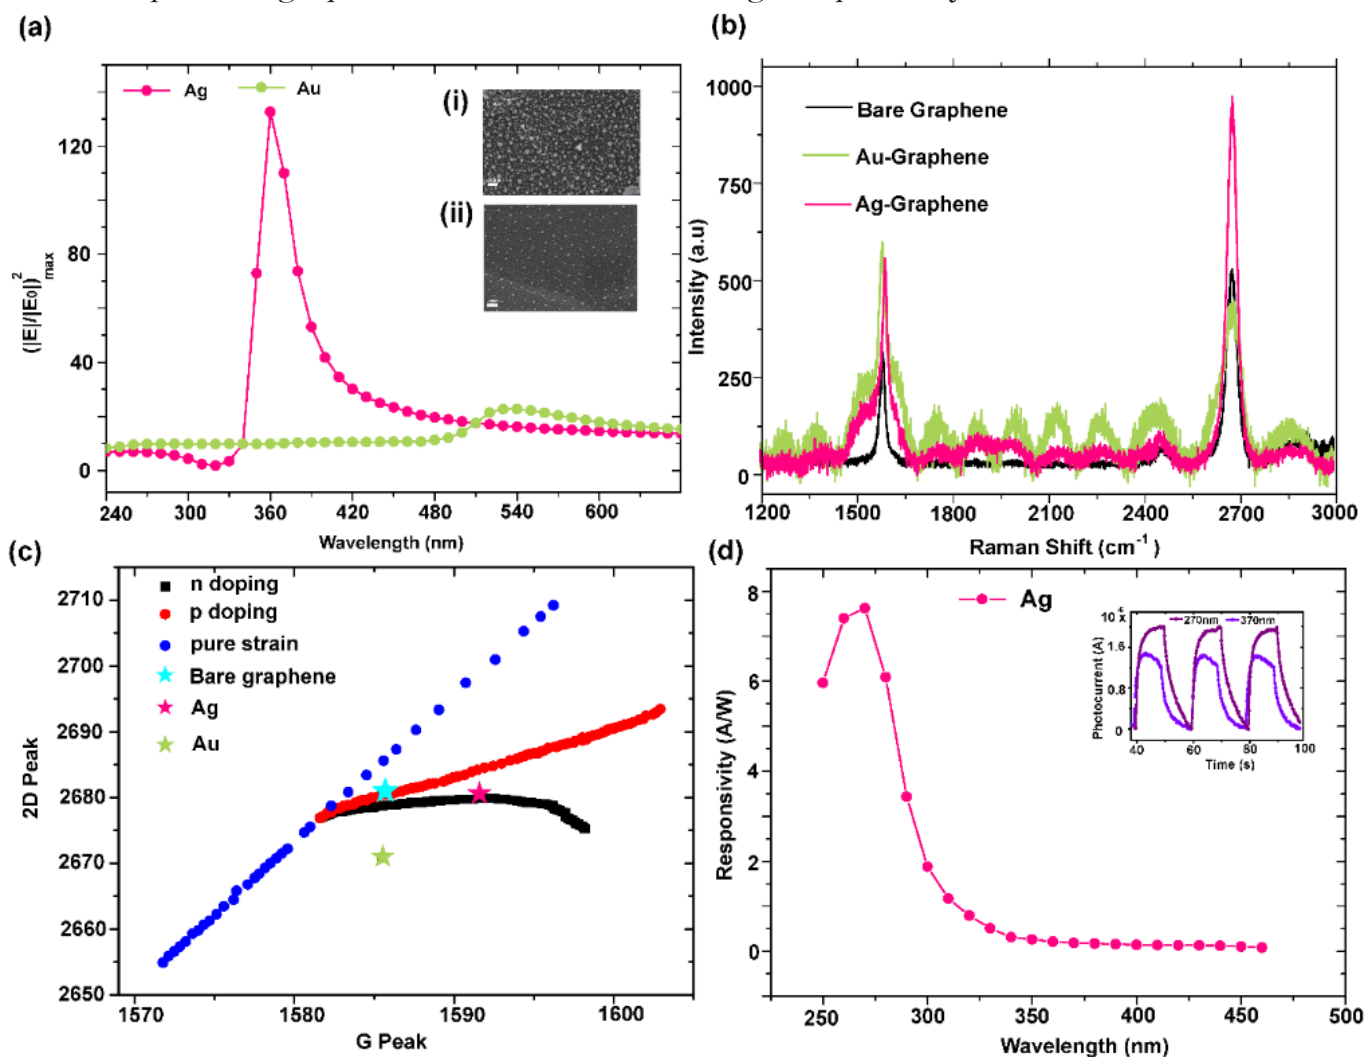 (a)
Ag Au
(i)
(ii)
120
80
40
0
(|E|/|E₀|)²max
240 300 360 420 480 540 600
Wavelength (nm)
(b)
1000
750
500
250
0
Intensity (a.u)
Bare Graphene
Au-Graphene
Ag-Graphene
1200 1500 1800 2100 2400 2700 3000
Raman Shift (cm⁻¹ )
(c)
n doping
p doping
pure strain
Bare graphene
Ag
Au
2710
2700
2690
2680
2670
2660
2650
2D Peak
1570 1580 1590 1600
G Peak
(d)
Ag
8
6
4
2
0
Responsivity (A/W)
250 300 350 400 450 500
Wavelength (nm)
270nm 370nm
1.6
0.8
0
Photocurrent (A)
40 60 80 100
Time (s)